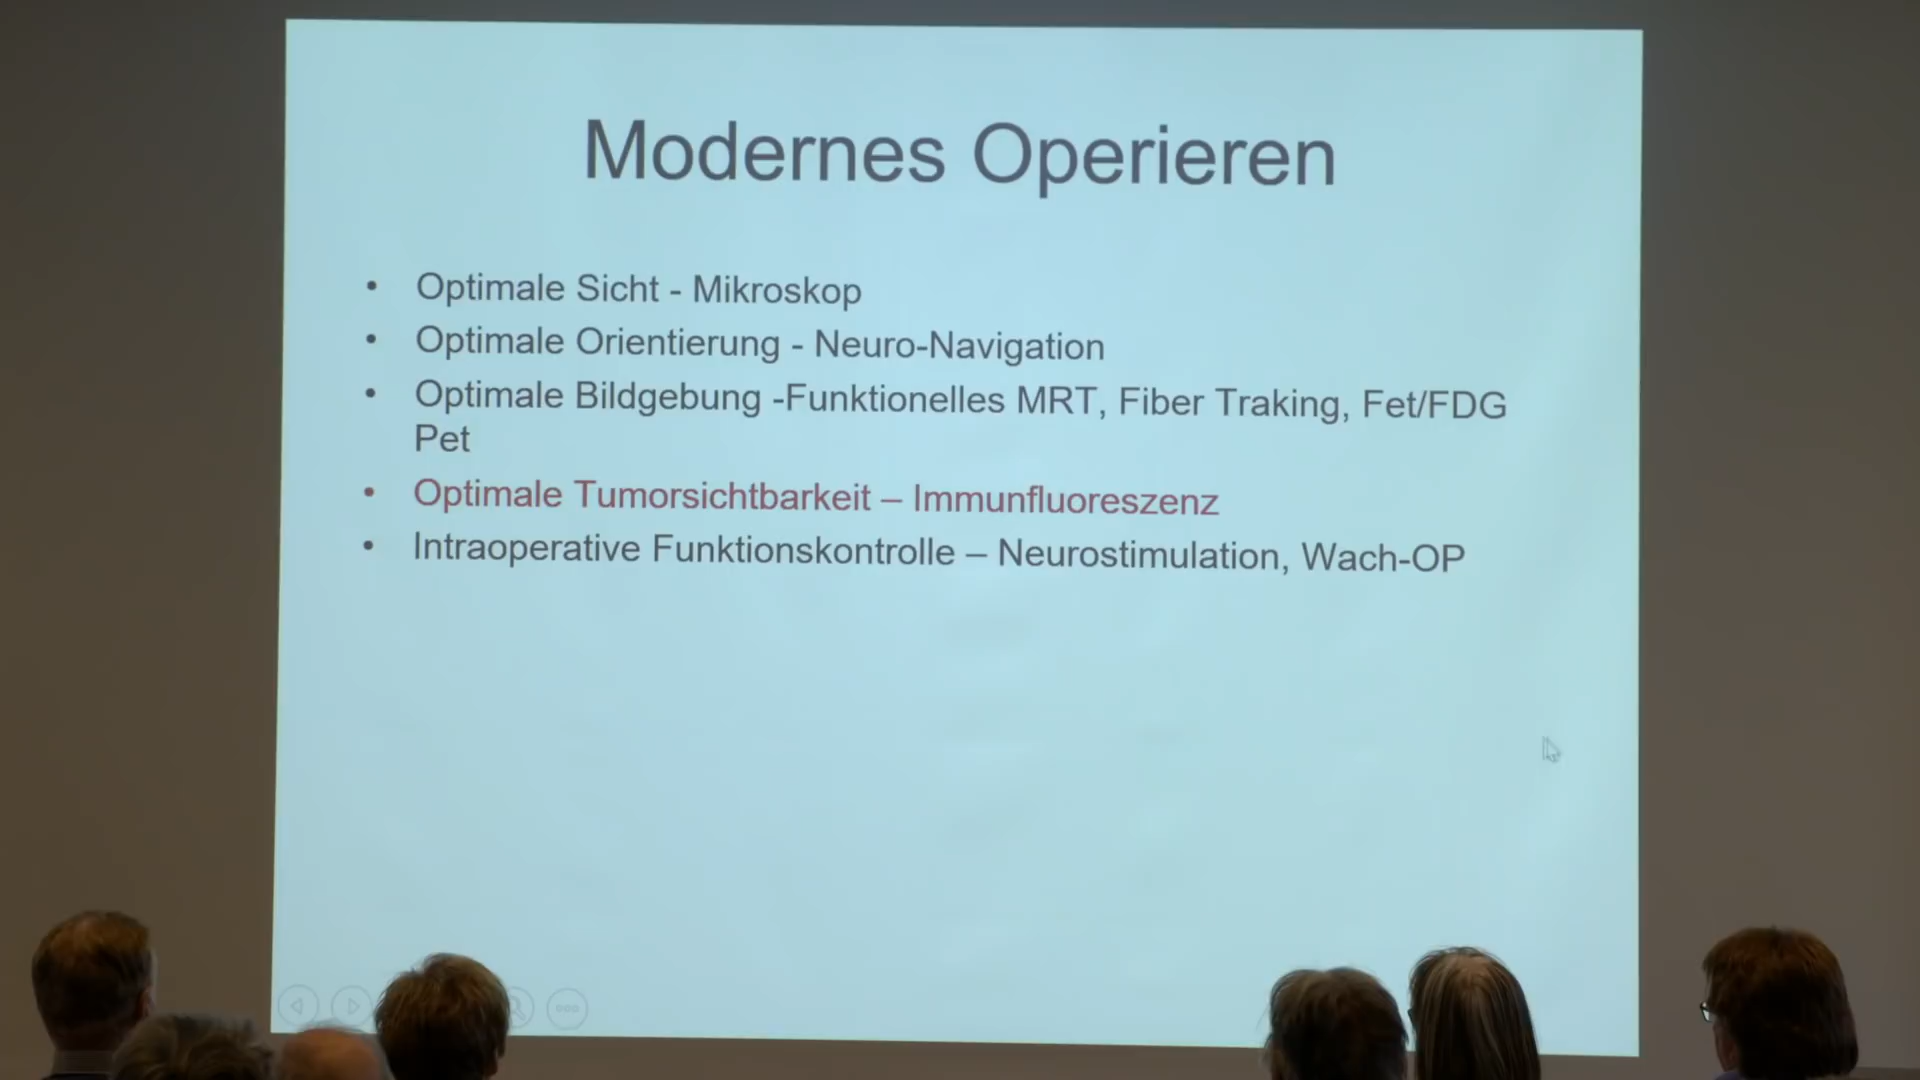 Modernes Operieren
• Optimale Sicht - Mikroskop
• Optimale Orientierung - Neuro-Navigation
• Optimale Bildgebung -Funktionelles MRT, Fiber Traking, Fet/FDG
Pet
• Optimale Tumorsichtbarkeit – Immunfluoreszenz
• Intraoperative Funktionskontrolle – Neurostimulation, Wach-OP